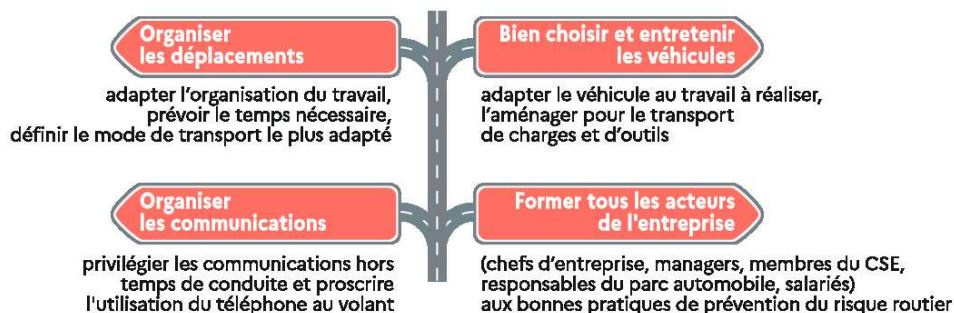 Organiser
les déplacements
adapter l'organisation du travail,
prévoir le temps nécessaire,
définir le mode de transport le plus adapté
Bien choisir et entretenir
les véhicules
adapter le véhicule au travail à réaliser,
l'aménager pour le transport
de charges et d'outils
Organiser
les communications
privilégier les communications hors
temps de conduite et proscrire
l'utilisation du téléphone au volant
Former tous les acteurs
de l'entreprise
(chefs d'entreprise, managers, membres du CSE,
responsables du parc automobile, salariés)
aux bonnes pratiques de prévention du risque routier